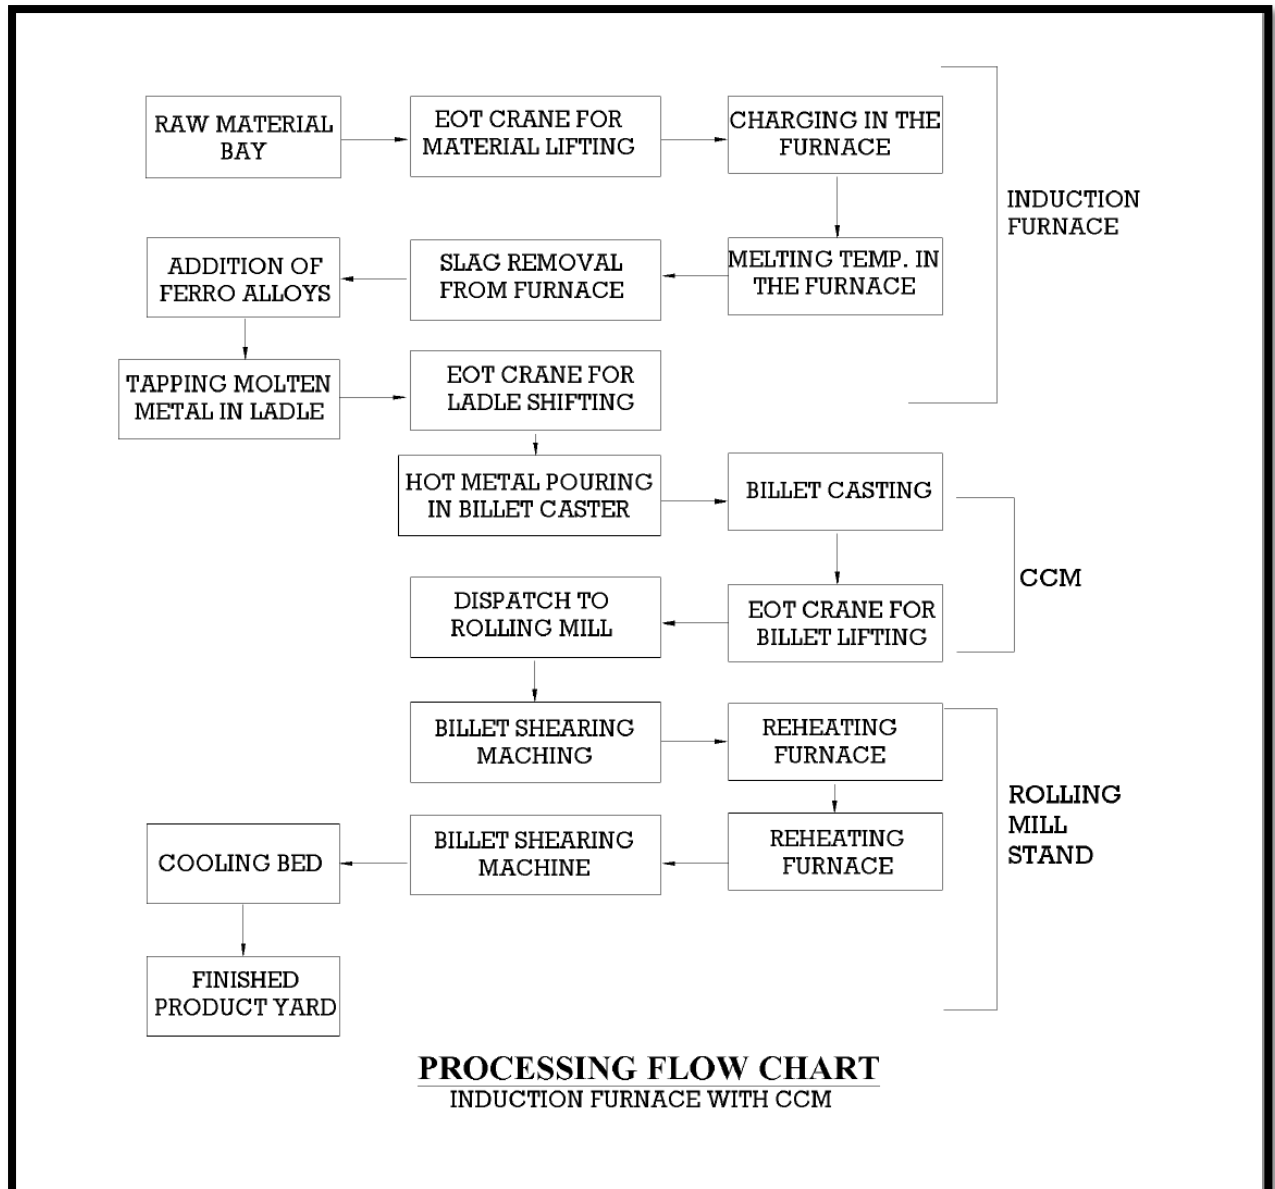 RAW MATERIAL
BAY
EOT CRANE FOR
MATERIAL LIFTING
CHARGING IN THE
FURNACE
INDUCTION
FURNACE
MELTING TEMP. IN
THE FURNACE
SLAG REMOVAL
FROM FURNACE
ADDITION OF
FERRO ALLOYS
TAPPING MOLTEN
METAL IN LADLE
EOT CRANE FOR
LADLE SHIFTING
HOT METAL POURING
IN BILLET CASTER
BILLET CASTING
CCM
EOT CRANE FOR
BILLET LIFTING
DISPATCH TO
ROLLING MILL
BILLET SHEARING
MACHING
REHEATING
FURNACE
ROLLING
MILL
STAND
REHEATING
FURNACE
BILLET SHEARING
MACHINE
COOLING BED
FINISHED
PRODUCT YARD
PROCESSING FLOW CHART
INDUCTION FURNACE WITH CCM